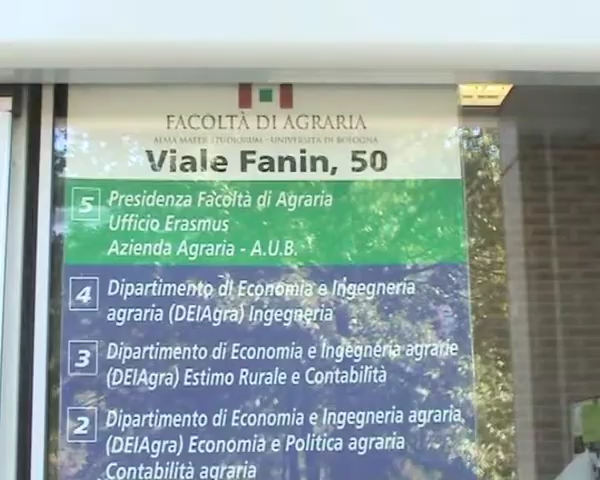 FACOLTÀ DI AGRARIA
ALMA MATER STUDIORUM - UNIVERSITÀ DI BOLOGNA
Viale Fanin, 50
5 Presidenza Facoltà di Agraria
Ufficio Erasmus
Azienda Agraria - A.U.B.
4 Dipartimento di Economia e Ingegneria
agraria (DEIAgra) Ingegneria
3 Dipartimento di Economia e Ingegneria agrarie
(DEIAgra) Estimo Rurale e Contabilità
2 Dipartimento di Economia e Ingegneria agraria
(DEIAgra) Economia e Politica agraria
Contabilità agraria